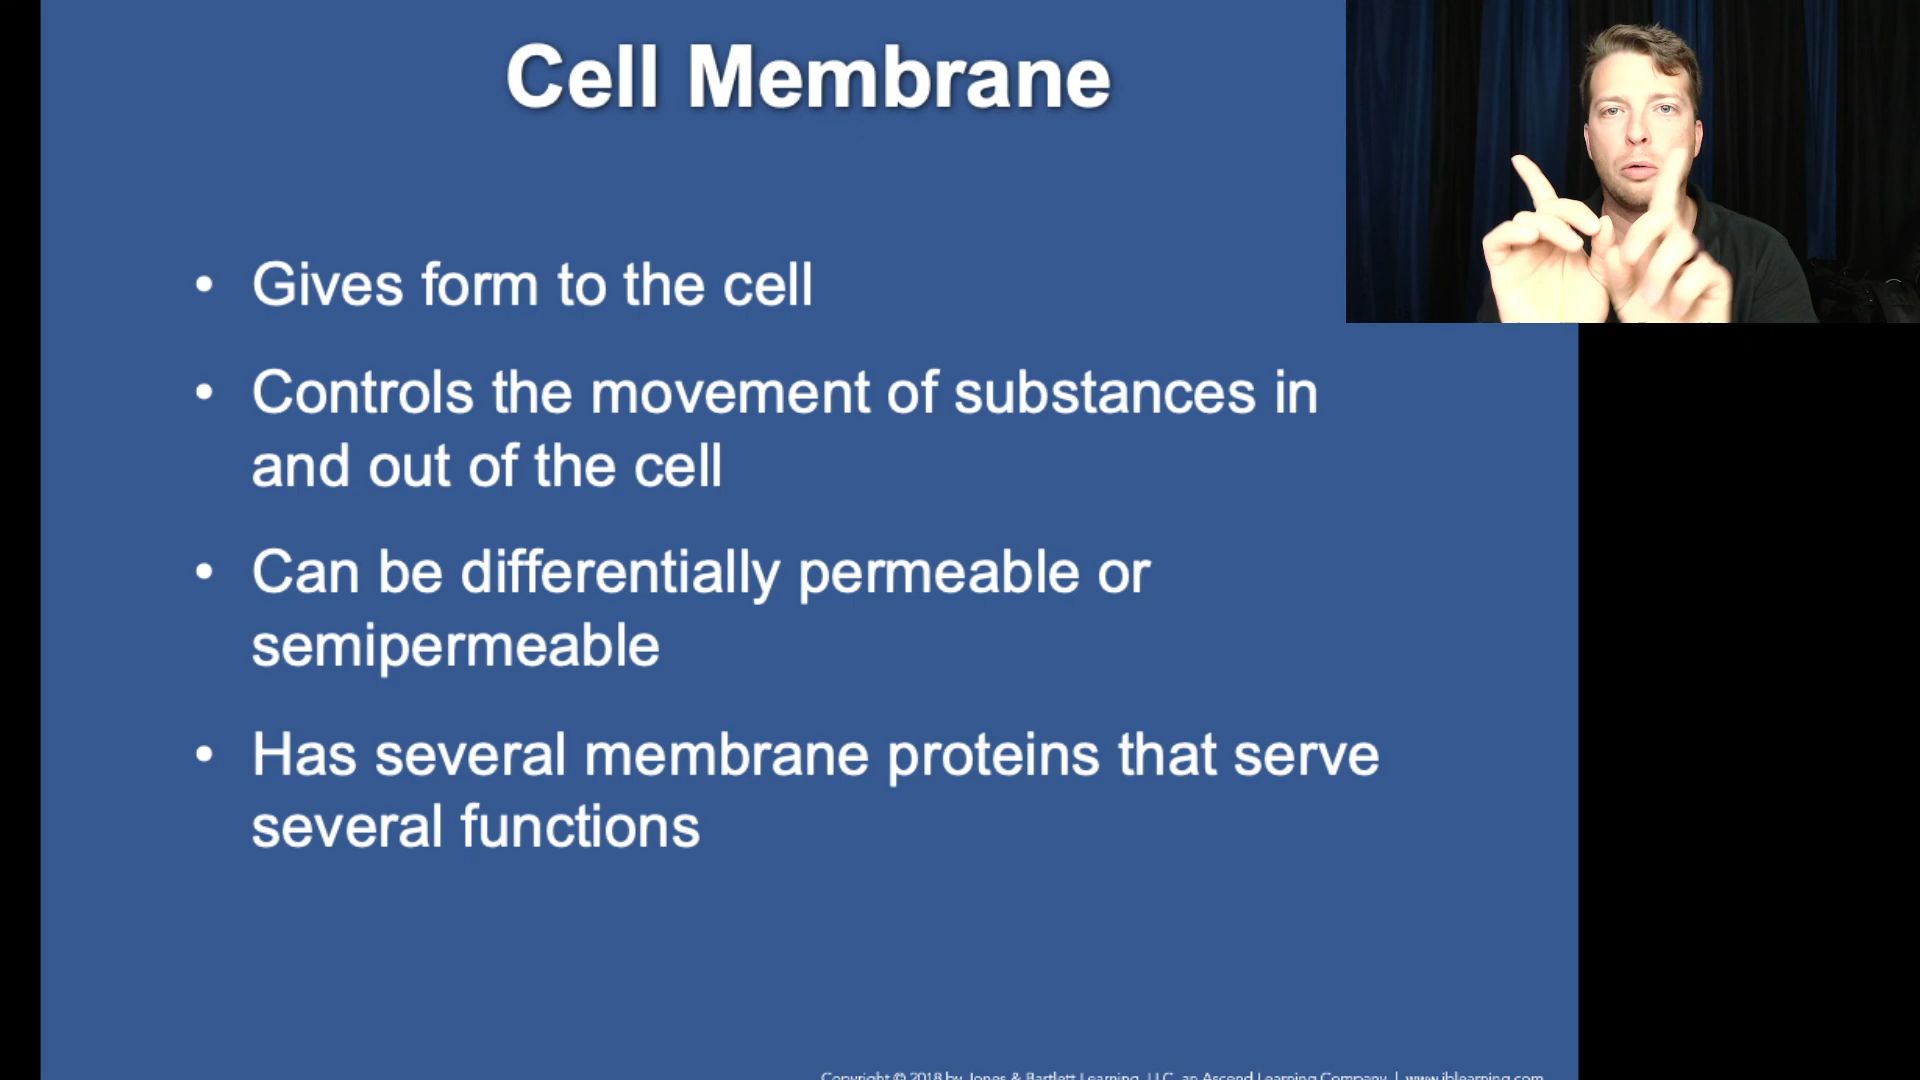 Cell Membrane
• Gives form to the cell
• Controls the movement of substances in
and out of the cell
• Can be differentially permeable or
semipermeable
• Has several membrane proteins that serve
several functions
Copyright © 2018 by Jones & Bartlett Learning, LLC, an Ascend Learning Company | www.jblearning.com